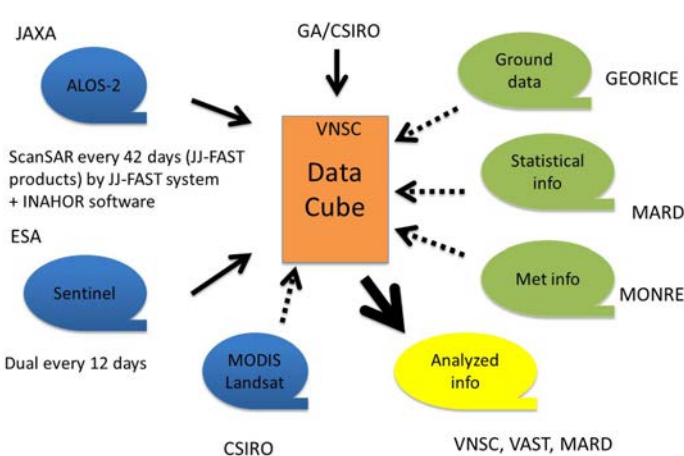 JAXA
ALOS-2
ScanSAR every 42 days (JJ-FAST
products) by JJ-FAST system
+ INAHOR software
ESA
Sentinel
Dual every 12 days
GA/CSIRO
VNSC
Data
Cube
MODIS
Landsat
CSIRO
Ground
data
GEORICE
Statistical
info
MARD
Met info
MONRE
Analyzed
info
VNSC, VAST, MARD